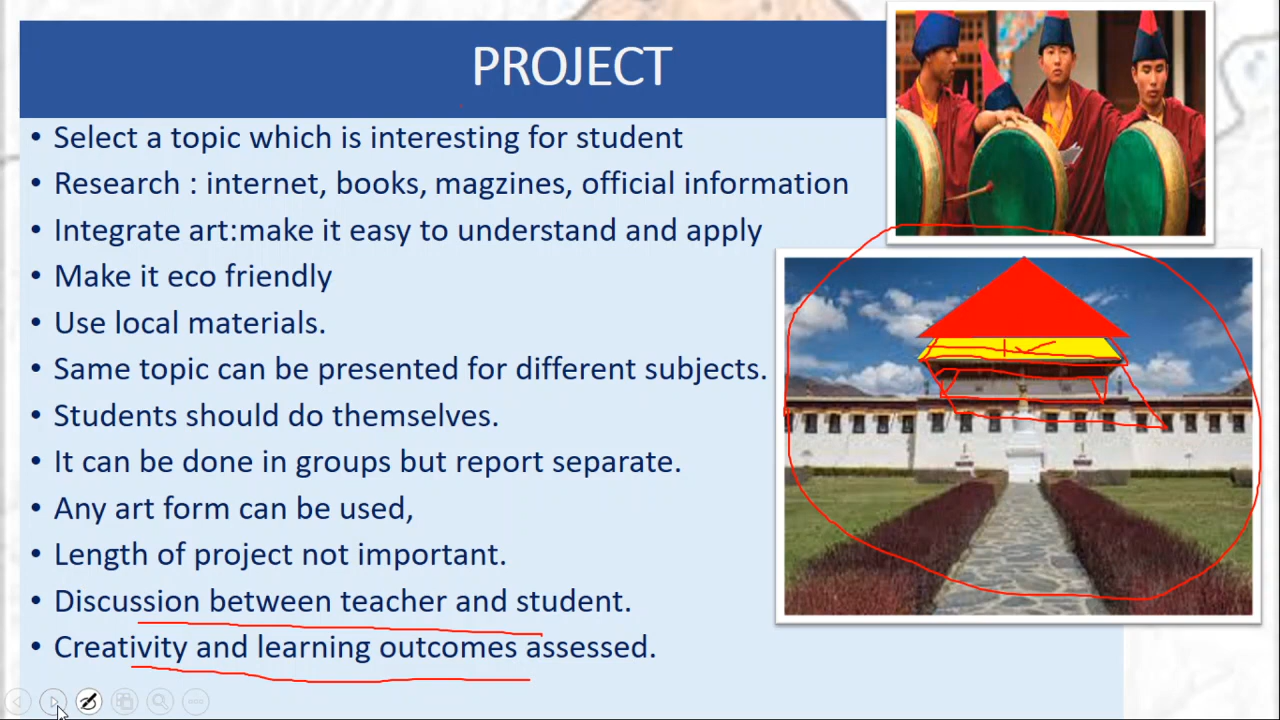 PROJECT
• Select a topic which is interesting for student
• Research : internet, books, magzines, official information
• Integrate art:make it easy to understand and apply
• Make it eco friendly
• Use local materials.
• Same topic can be presented for different subjects.
• Students should do themselves.
• It can be done in groups but report separate.
• Any art form can be used,
• Length of project not important.
• Discussion between teacher and student.
• Creativity and learning outcomes assessed.